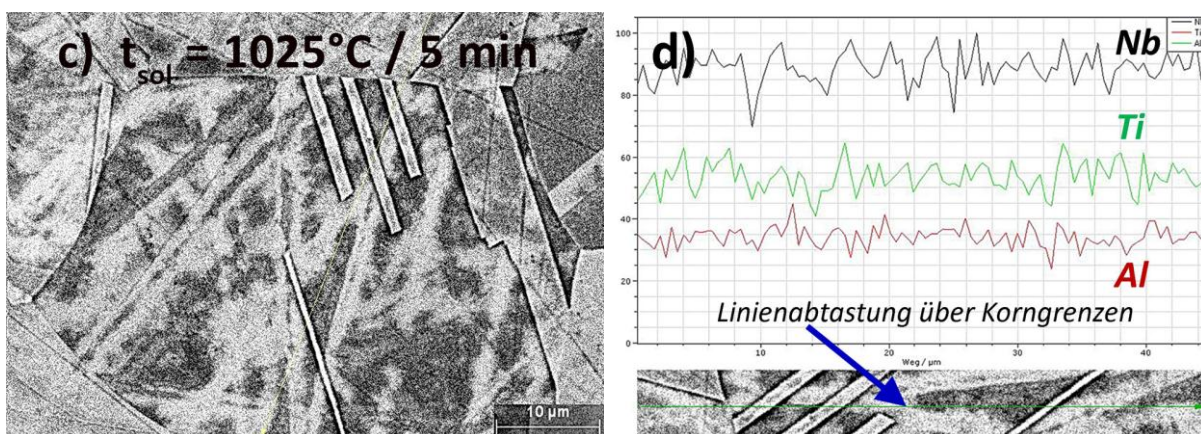 c) t sol = 1025°C / 5 min
10 µm
d)
Nb
Ti
Al
100
80
60
40
20
0
10
20
30
40
Weg / µm
Linienabtastung über Korngrenzen